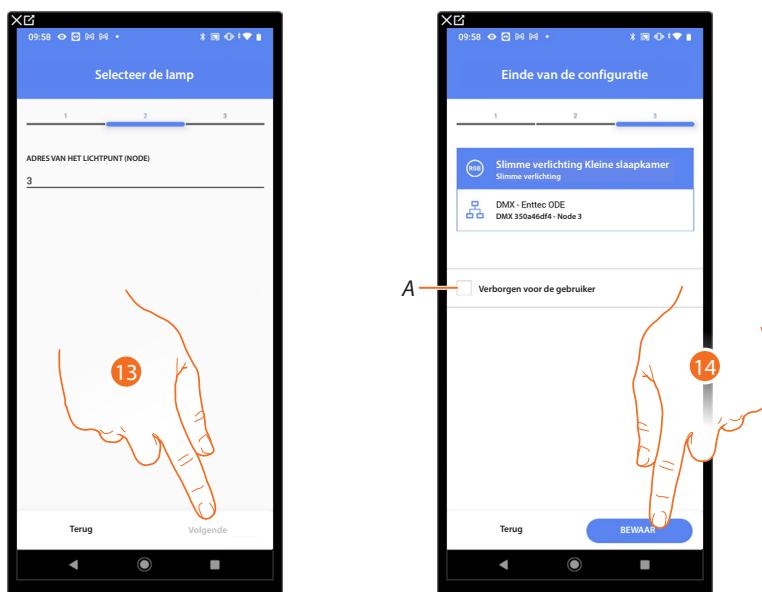 09:58
Selecteer de lamp
1 2 3
ADRES VAN HET LICHTPUNT (NODE)
3
13
Terug Volgende
09:58
Einde van de configuratie
1 2 3
RGB
Slimme verlichting Kleine slaapkamer
Slimme verlichting
DMX - Enttec ODE
DMX 350a46df4 - Node 3
A
Verborgen voor de gebruiker
14
Terug BEWAAR